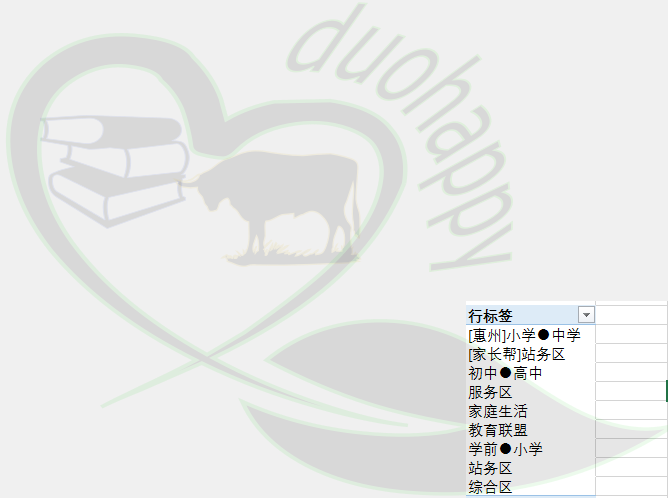 duohappy
行标签
[惠州]小学●中学
[家长帮]站务区
初中●高中
服务区
家庭生活
教育联盟
学前●小学
站务区
综合区